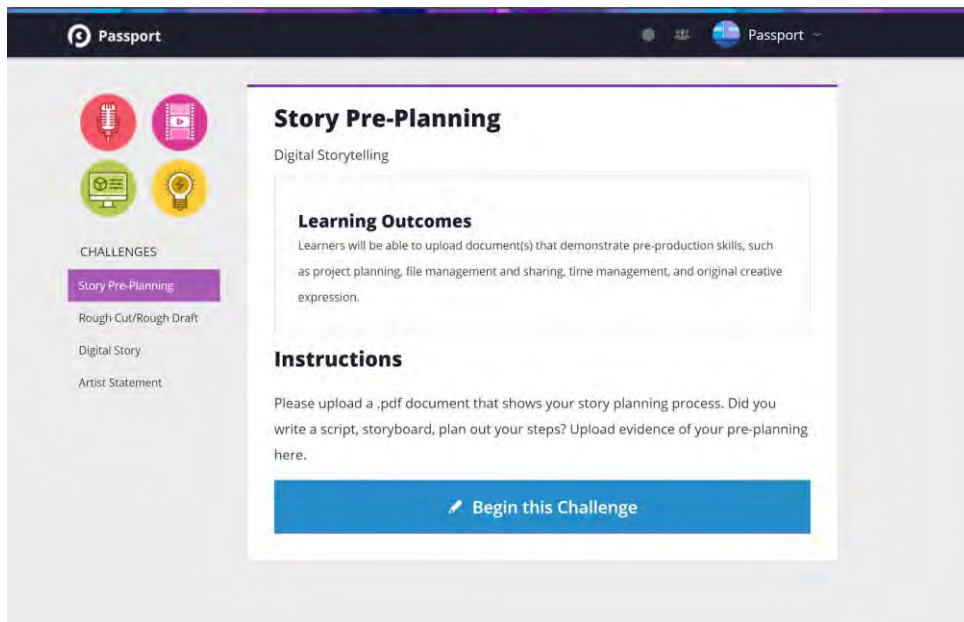 Passport
Passport
CHALLENGES
Story Pre-Planning
Rough Cut/Rough Draft
Digital Story
Artist Statement
Story Pre-Planning
Digital Storytelling
Learning Outcomes
Learners will be able to upload document(s) that demonstrate pre-production skills, such
as project planning, file management and sharing, time management, and original creative
expression.
Instructions
Please upload a .pdf document that shows your story planning process. Did you
write a script, storyboard, plan out your steps? Upload evidence of your pre-planning
here.
Begin this Challenge